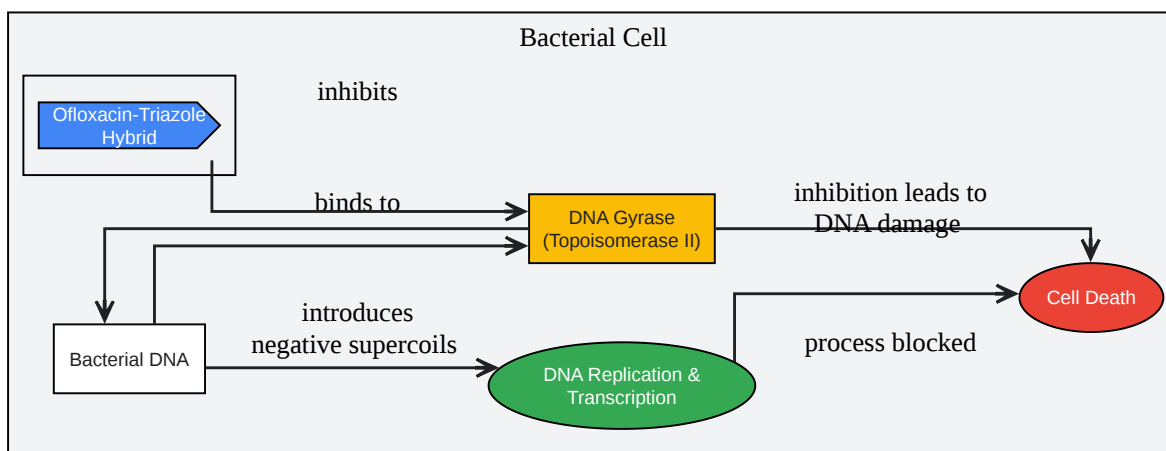 Bacterial Cell
inhibits
Ofloxacin-Triazole
Hybrid
binds to
DNA Gyrase
(Topoisomerase II)
inhibition leads to
DNA damage
Cell Death
introduces
negative supercoils
Bacterial DNA
DNA Replication &
Transcription
process blocked